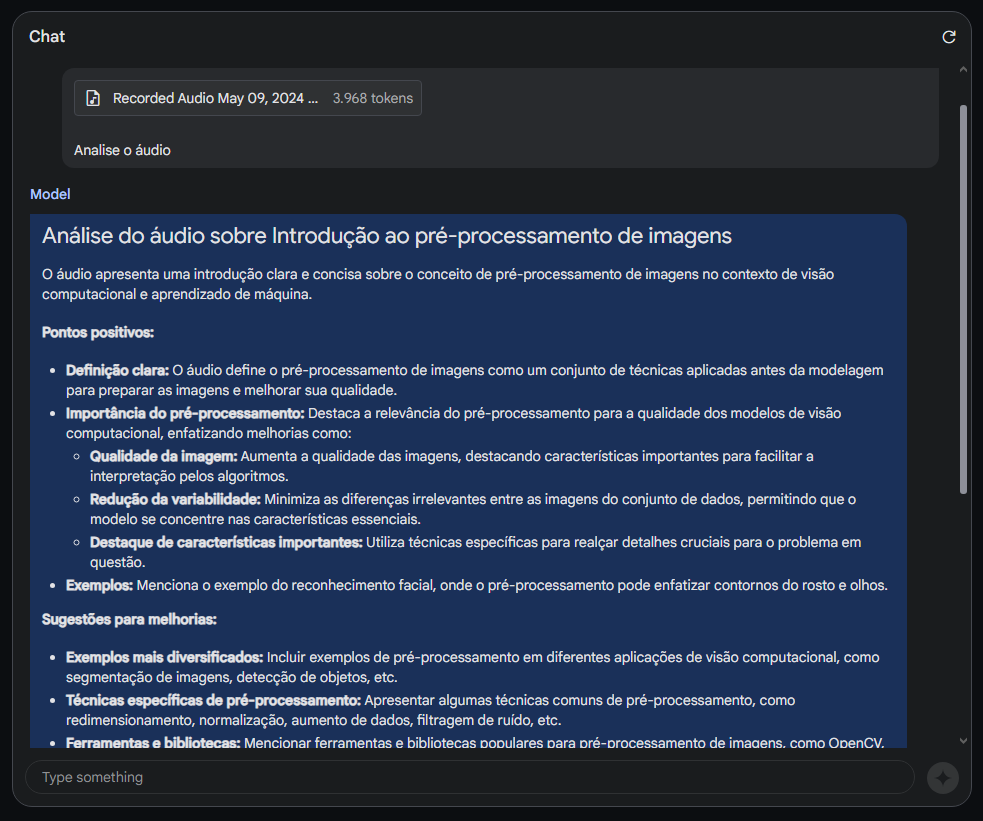 Chat
Recorded Audio May 09, 2024 ... 3.968 tokens
Analise o áudio
Model
Análise do áudio sobre Introdução ao pré-processamento de imagens
O áudio apresenta uma introdução clara e concisa sobre o conceito de pré-processamento de imagens no contexto de visão
computacional e aprendizado de máquina.
Pontos positivos:
• Definição clara: O áudio define o pré-processamento de imagens como um conjunto de técnicas aplicadas antes da modelagem
para preparar as imagens e melhorar sua qualidade.
• Importância do pré-processamento: Destaca a relevância do pré-processamento para a qualidade dos modelos de visão
computacional, enfatizando melhorias como:
◦ Qualidade da imagem: Aumenta a qualidade das imagens, destacando características importantes para facilitar a
interpretação pelos algoritmos.
◦ Redução da variabilidade: Minimiza as diferenças irrelevantes entre as imagens do conjunto de dados, permitindo que o
modelo se concentre nas características essenciais.
◦ Destaque de características importantes: Utiliza técnicas específicas para realçar detalhes cruciais para o problema em
questão.
• Exemplos: Menciona o exemplo do reconhecimento facial, onde o pré-processamento pode enfatizar contornos do rosto e olhos.
Sugestões para melhorias:
• Exemplos mais diversificados: Incluir exemplos de pré-processamento em diferentes aplicações de visão computacional, como
segmentação de imagens, detecção de objetos, etc.
• Técnicas específicas de pré-processamento: Apresentar algumas técnicas comuns de pré-processamento, como
redimensionamento, normalização, aumento de dados, filtragem de ruído, etc.
• Ferramentas e bibliotecas: Mencionar ferramentas e bibliotecas populares para pré-processamento de imagens, como OpenCV,
Type something